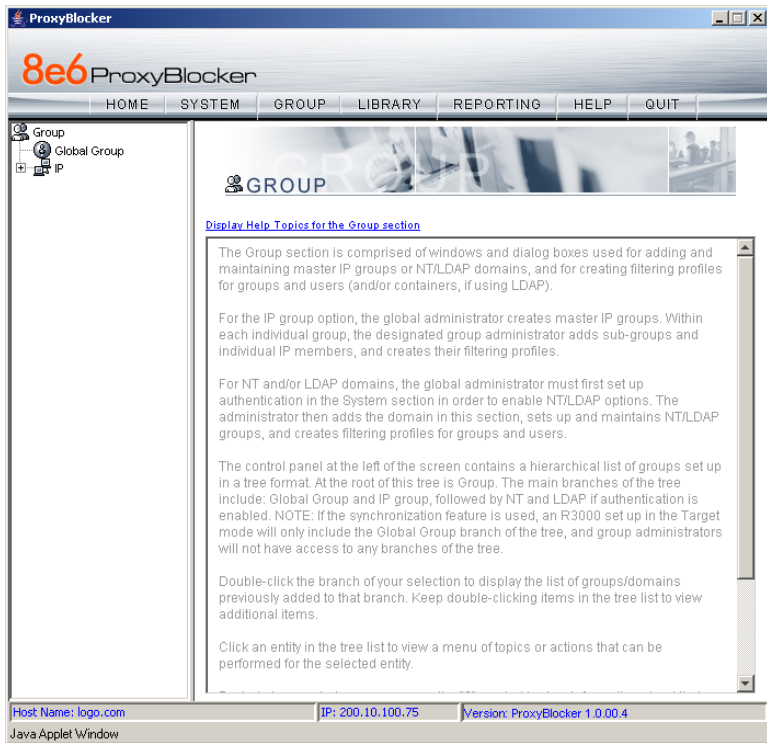 ProxyBlocker
8e6 ProxyBlocker
HOME SYSTEM GROUP LIBRARY REPORTING HELP QUIT
Group
Global Group
IP
GROUP
GROUP
Display Help Topics for the Group section
The Group section is comprised of windows and dialog boxes used for adding and
maintaining master IP groups or NT/LDAP domains, and for creating filtering profiles
for groups and users (and/or containers, if using LDAP).
For the IP group option, the global administrator creates master IP groups. Within
each individual group, the designated group administrator adds sub-groups and
individual IP members, and creates their filtering profiles.
For NT and/or LDAP domains, the global administrator must first set up
authentication in the System section in order to enable NT/LDAP options. The
administrator then adds the domain in this section, sets up and maintains NT/LDAP
groups, and creates filtering profiles for groups and users.
The control panel at the left of the screen contains a hierarchical list of groups set up
in a tree format. At the root of this tree is Group. The main branches of the tree
include: Global Group and IP group, followed by NT and LDAP if authentication is
enabled. NOTE: If the synchronization feature is used, an R3000 set up in the Target
mode will only include the Global Group branch of the tree, and group administrators
will not have access to any branches of the tree.
Double-click the branch of your selection to display the list of groups/domains
previously added to that branch. Keep double-clicking items in the tree list to view
additional items.
Click an entity in the tree list to view a menu of topics or actions that can be
performed for the selected entity.
Host Name: logo.com IP: 200.10.100.75 Version: ProxyBlocker 1.0.00.4
Java Applet Window